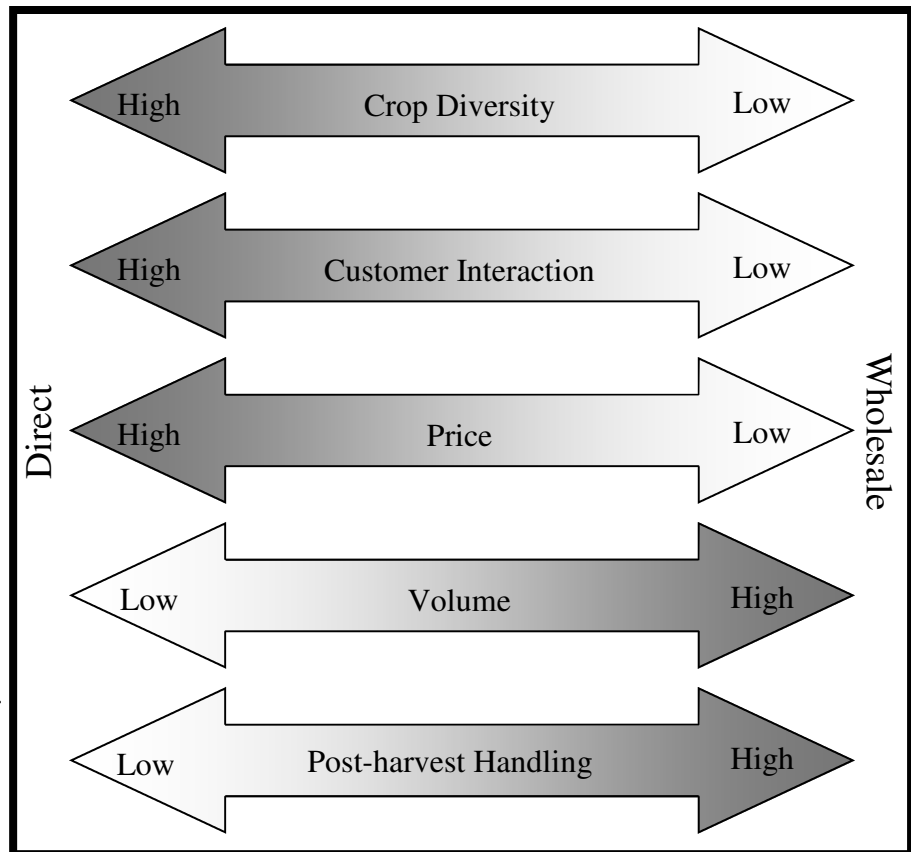 High Crop Diversity Low
High Customer Interaction Low
Direct
High Price Low
Wholesale
Low Volume High
Low Post-harvest Handling High